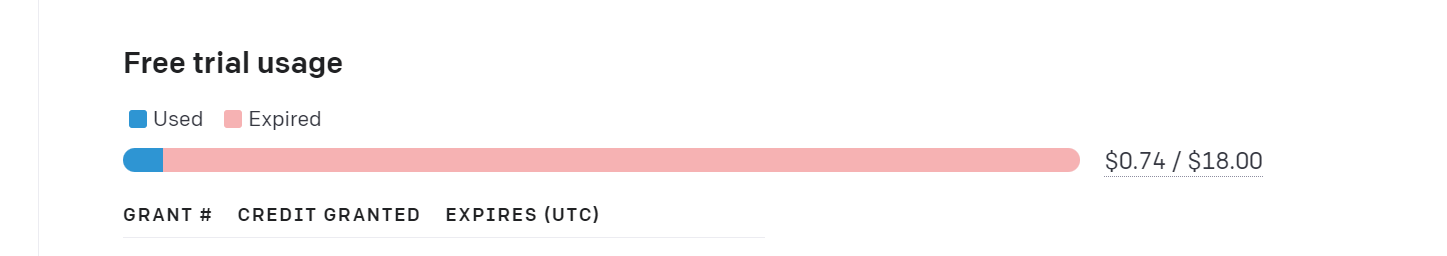 Free trial usage
Used Expired
$0.74 / $18.00
GRANT # CREDIT GRANTED EXPIRES (UTC)